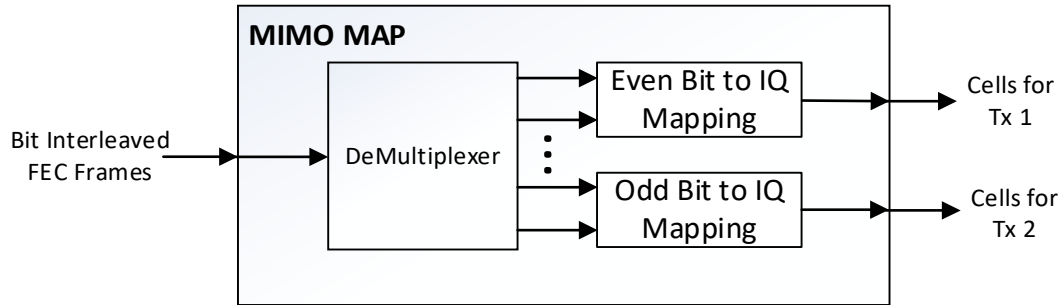 MIMO MAP
Bit Interleaved
FEC Frames
DeMultiplexer
Even Bit to IQ
Mapping
Odd Bit to IQ
Mapping
Cells for
Tx 1
Cells for
Tx 2